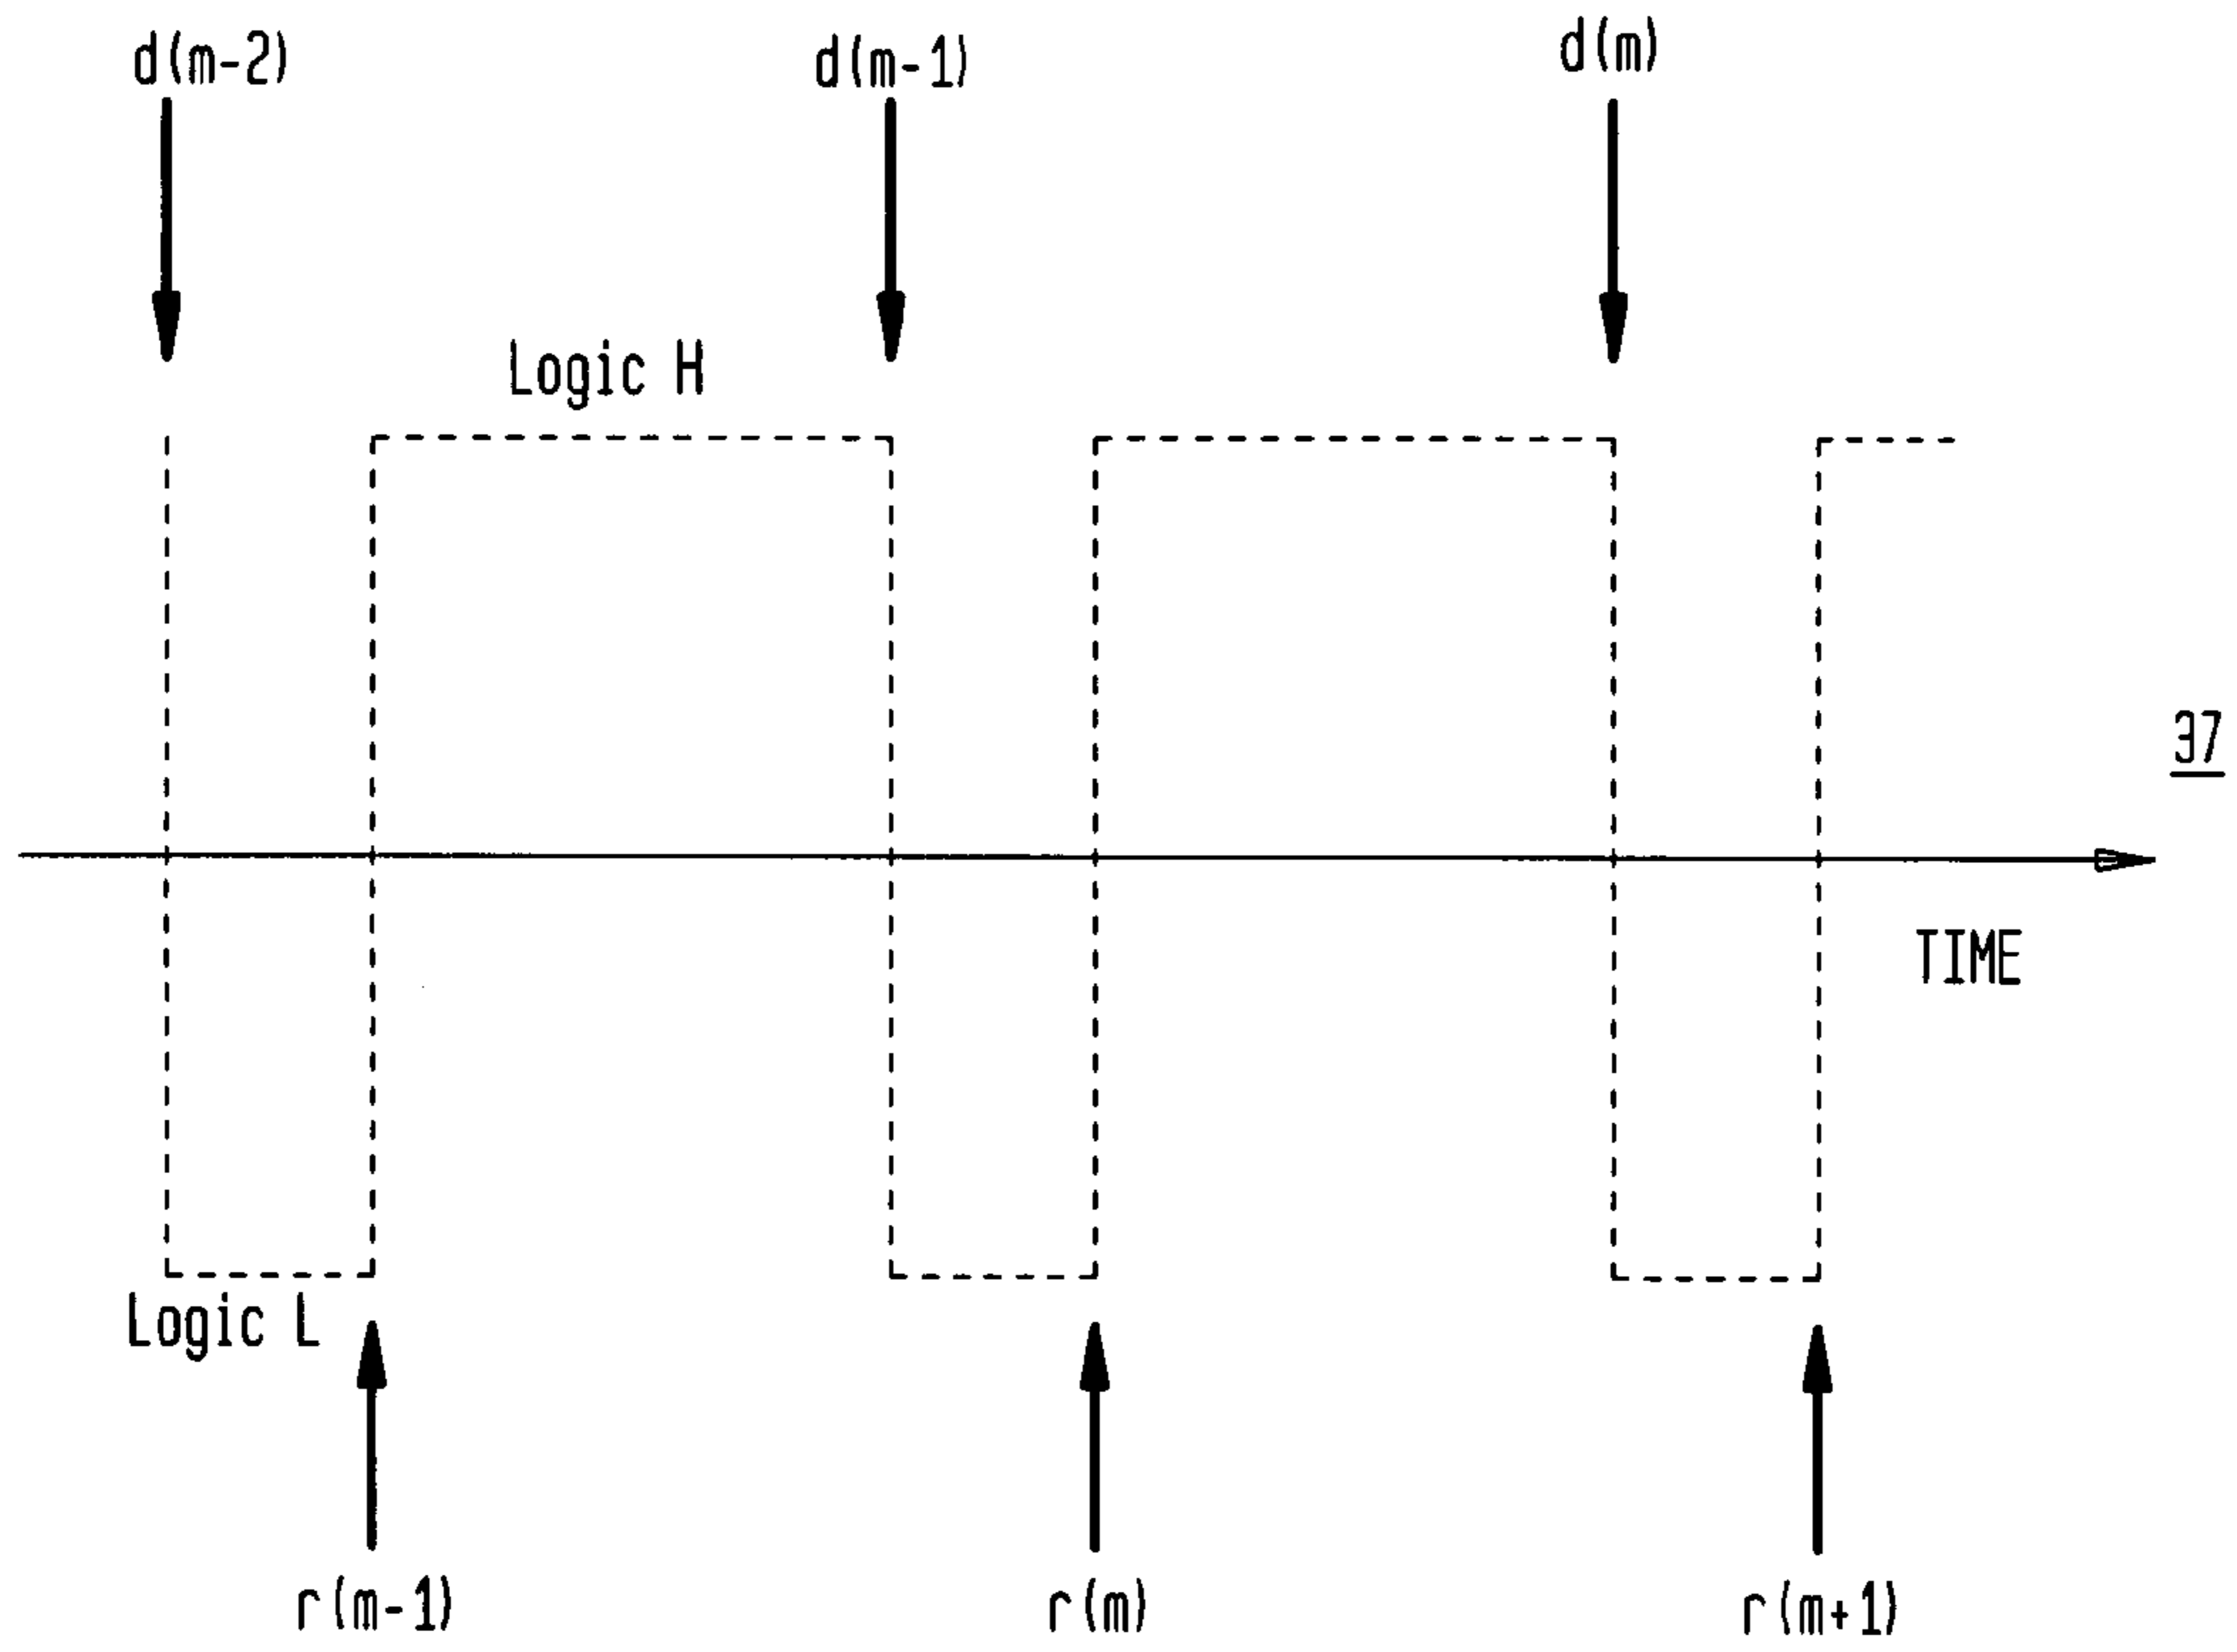 d(m-2)
d(m-1)
d(m)
Logic H
37
TIME
Logic L
r(m-1)
r(m)
r(m+1)